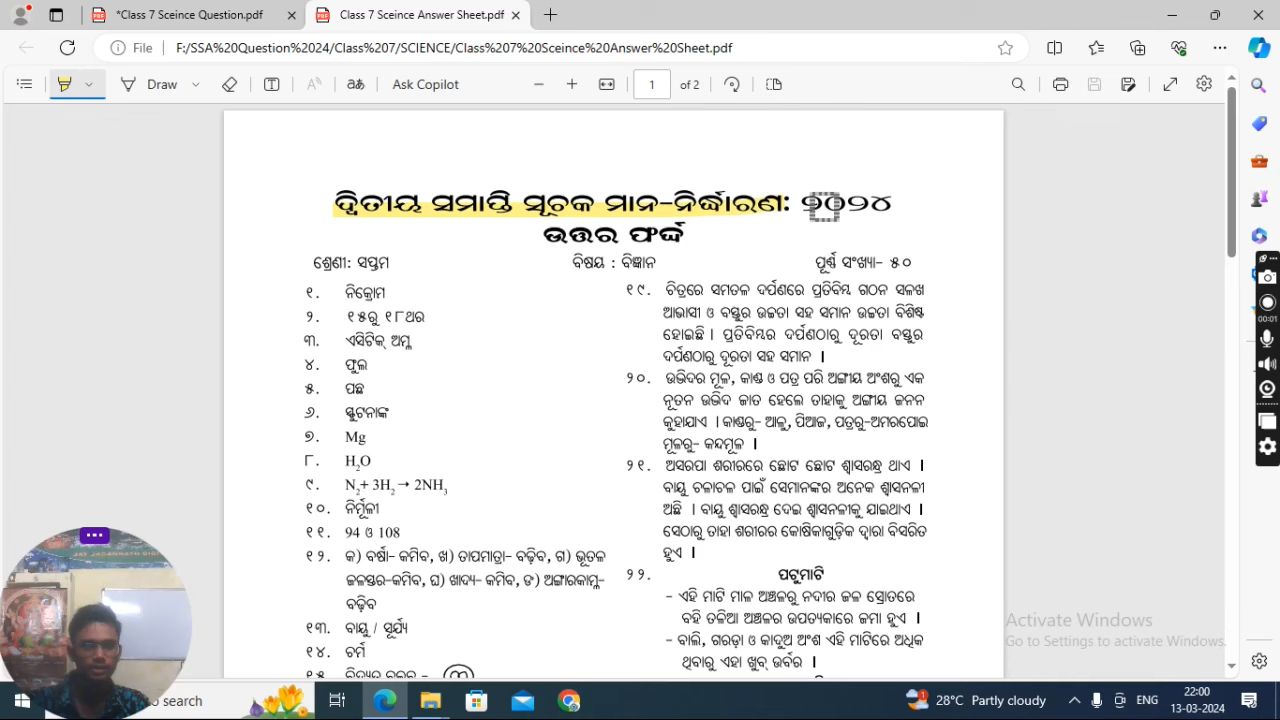 *Class 7 Sceince Question.pdf
Class 7 Sceince Answer Sheet.pdf
File
F:/SSA%20Question%2024/Class%207/SCIENCE/Class%207%20Sceince%20Answer%20Sheet.pdf
Draw
aあ
Ask Copilot
1
of 2
ଦ୍ୱିତୀୟ ସମାପ୍ତି ସୂଚକ ମାନ-ନିର୍ଦ୍ଧାରଣ: ୨୦୨୪
ଉତ୍ତର ଫର୍ଦ୍ଦ
ଶ୍ରେଣୀ: ସପ୍ତମ
ବିଷୟ : ବିଜ୍ଞାନ
ପୂର୍ଣ୍ଣ ସଂଖ୍ୟା- ୫୦
୧. ନିକ୍ରୋମ
୨. ୧୫ରୁ ୧୮ଥର
୩. ଏସିଟିକ୍ ଅମ୍ଳ
୪. ଫୁଲ
୫. ପଛ
୬. ସ୍ଫୁଟନାଙ୍କ
୭. Mg
୮. H₂O
୯. N₂+ 3H₂ → 2NH₃
୧୦. ନିର୍ମୂଳୀ
୧୧. 94 ଓ 108
୧୨. କ) ବର୍ଷା- କମିବ, ଖ) ତାପମାତ୍ରା- ବଢ଼ିବ, ଗ) ଭୂତଳ
ଜଳସ୍ତର-କମିବ, ଘ) ଖାଦ୍ୟ- କମିବ, ଙ) ଅଙ୍ଗାରକାମ୍ଳ-
ବଢ଼ିବ
୧୩. ବାୟୁ / ସୂର୍ଯ୍ୟ
୧୪. ଚର୍ମ
୧୯. ଚିତ୍ରରେ ସମତଳ ଦର୍ପଣରେ ପ୍ରତିବିମ୍ବ ଗଠନ ସଳଖ
ଆଭାସୀ ଓ ବସ୍ତୁର ଉଚ୍ଚତା ସହ ସମାନ ଉଚ୍ଚତା ବିଶିଷ୍ଟ
ହୋଇଛି । ପ୍ରତିବିମ୍ବର ଦର୍ପଣଠାରୁ ଦୂରତା ବସ୍ତୁର
ଦର୍ପଣଠାରୁ ଦୂରତା ସହ ସମାନ ।
୨୦. ଉଦ୍ଭିଦର ମୂଳ, କାଣ୍ଡ ଓ ପତ୍ର ପରି ଅଙ୍ଗୀୟ ଅଂଶରୁ ଏକ
ନୂତନ ଉଦ୍ଭିଦ ଜାତ ହେଲେ ତାହାକୁ ଅଙ୍ଗୀୟ ଜନନ
କୁହାଯାଏ । କାଣ୍ଡରୁ- ଆଳୁ, ପିଆଜ, ପତ୍ରରୁ-ଅମରପୋଇ
ମୂଳରୁ- କନ୍ଦମୂଳ ।
୨୧. ଅସରପା ଶରୀରରେ ଛୋଟ ଛୋଟ ଶ୍ୱାସରନ୍ଧ୍ର ଥାଏ ।
ବାୟୁ ଚଳାଚଳ ପାଇଁ ସେମାନଙ୍କର ଅନେକ ଶ୍ୱାସନଳୀ
ଅଛି । ବାୟୁ ଶ୍ୱାସରନ୍ଧ୍ର ଦେଇ ଶ୍ୱାସନଳୀକୁ ଯାଇଥାଏ ।
ସେଠାରୁ ତାହା ଶରୀରର କୋଷିକାଗୁଡ଼ିକ ଦ୍ୱାରା ବିସରିତ
ହୁଏ ।
୨୨. ପଟୁମାଟି
- ଏହି ମାଟି ମାଳ ଅଞ୍ଚଳରୁ ନଦୀର ଜଳ ସ୍ରୋତରେ
ବହି ତଳିଆ ଅଞ୍ଚଳର ଉପତ୍ୟକାରେ ଜମା ହୁଏ ।
- ବାଲି, ଗରଡ଼ା ଓ କାଦୁଅ ଅଂଶ ଏହି ମାଟିରେ ଅଧିକ
ଥିବାରୁ ଏହା ଖୁବ୍ ଉର୍ବର ।
00:01
Activate Windows
Go to Settings to activate Windows.
search
28°C Partly cloudy
ENG
22:00
13-03-2024